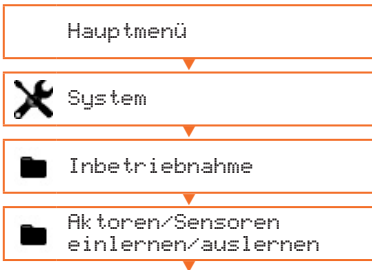 Hauptmenü
System
Inbetriebnahme
Aktoren/Sensoren
einlernen/auslernen